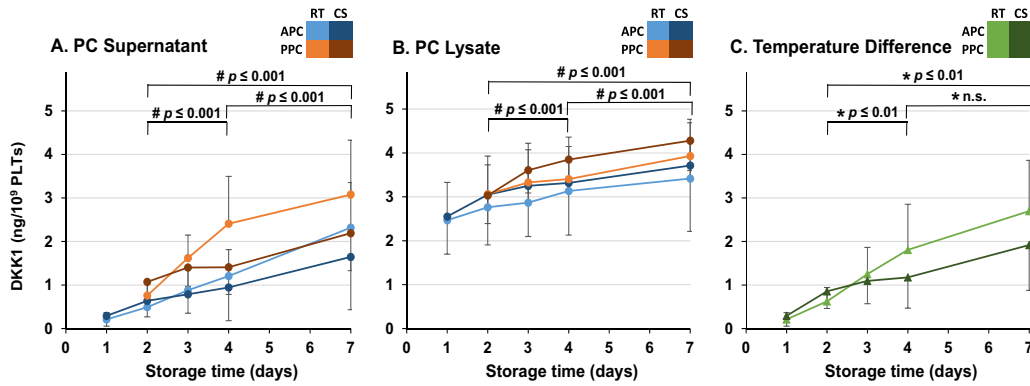 RT CS
APC
PPC
A. PC Supernatant
# p ≤ 0.001
# p ≤ 0.001
# p ≤ 0.001
DKK1 (ng/10⁹ PLTs)
5
4
3
2
1
0
0 1 2 3 4 5 6 7
Storage time (days)
RT CS
APC
PPC
B. PC Lysate
# p ≤ 0.001
# p ≤ 0.001
# p ≤ 0.001
5
4
3
2
1
0
0 1 2 3 4 5 6 7
Storage time (days)
RT CS
APC
PPC
C. Temperature Difference
* p ≤ 0.01
* n.s.
* p ≤ 0.01
5
4
3
2
1
0
0 1 2 3 4 5 6 7
Storage time (days)